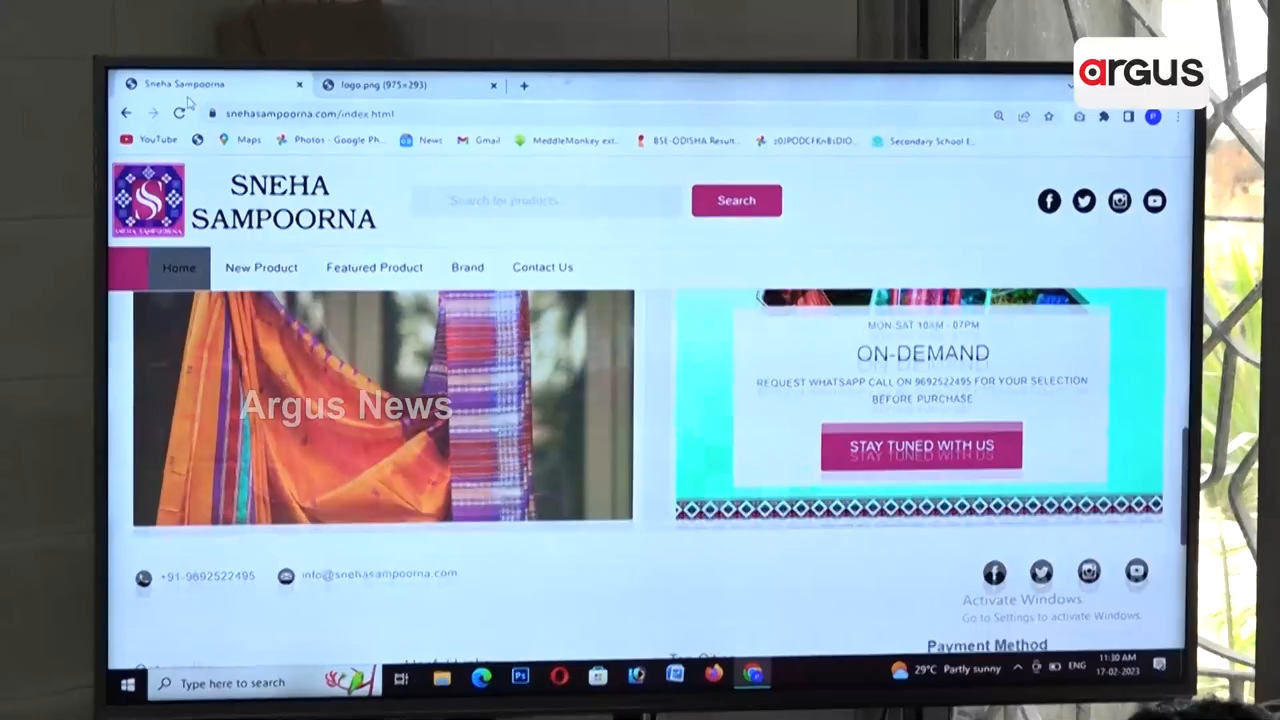 argus
Sneha Sampoorna
logo.png (975×293)
snehasampoorna.com/index.html
YouTube
Maps
Photos - Google Ph...
News
Gmail
MeddleMonkey ext...
BSE-ODISHA Result...
Secondary School E...
SNEHA
SAMPOORNA
Search for products
Search
Home
New Product
Featured Product
Brand
Contact Us
MON-SAT 10AM - 07PM
ON-DEMAND
REQUEST WHATSAPP CALL ON 9692522495 FOR YOUR SELECTION
BEFORE PURCHASE
STAY TUNED WITH US
Argus News
+91-9692522495
info@snehasampoorna.com
Activate Windows
Go to Settings to activate Windows.
Payment Method
Type here to search
29°C Partly sunny
ENG
11:30 AM
17-02-2023